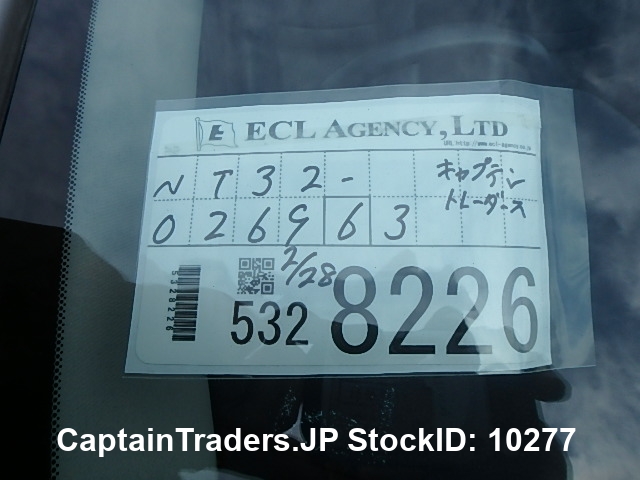 E ECL AGENCY, LTD
NT32- キャプテン
026963 トレーダース
2/28
5328226
532 8226
CaptainTraders.JP StockID: 10277